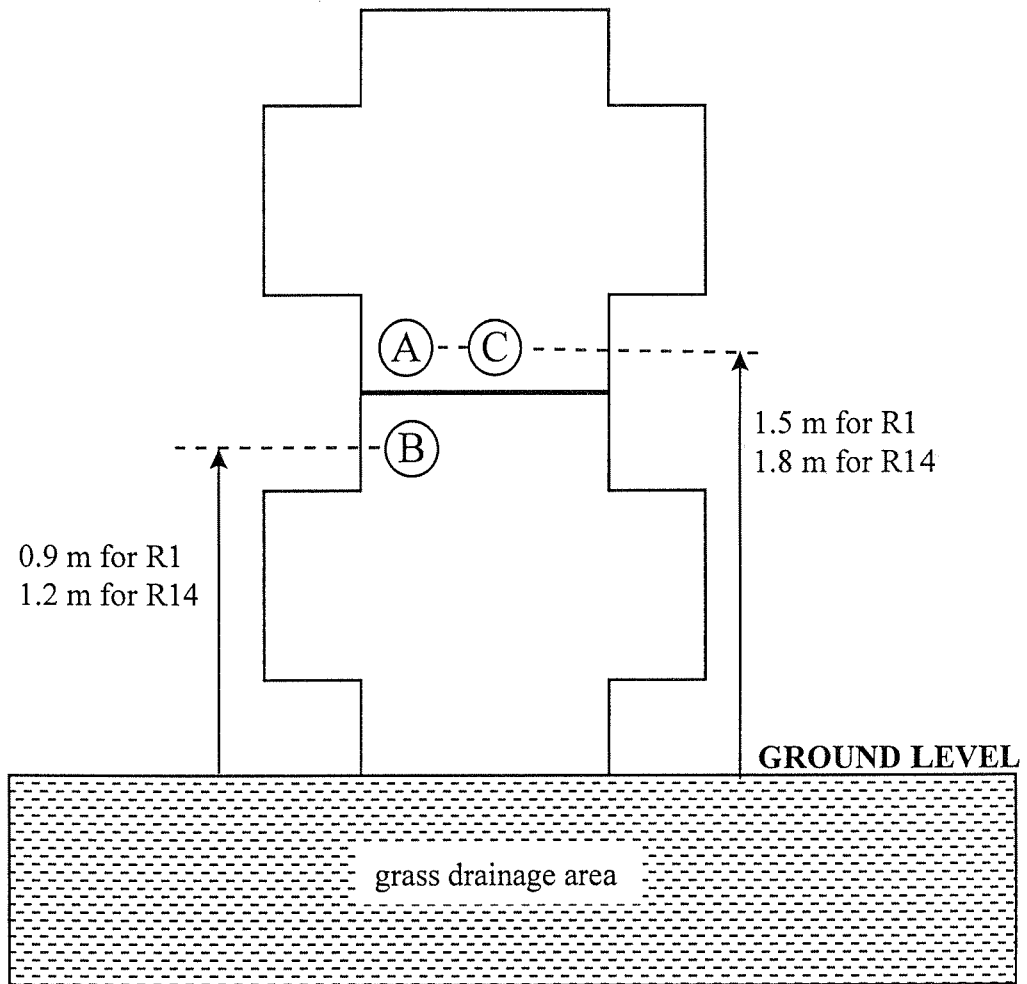 A
C
1.5 m for R1
1.8 m for R14
B
0.9 m for R1
1.2 m for R14
GROUND LEVEL
grass drainage area